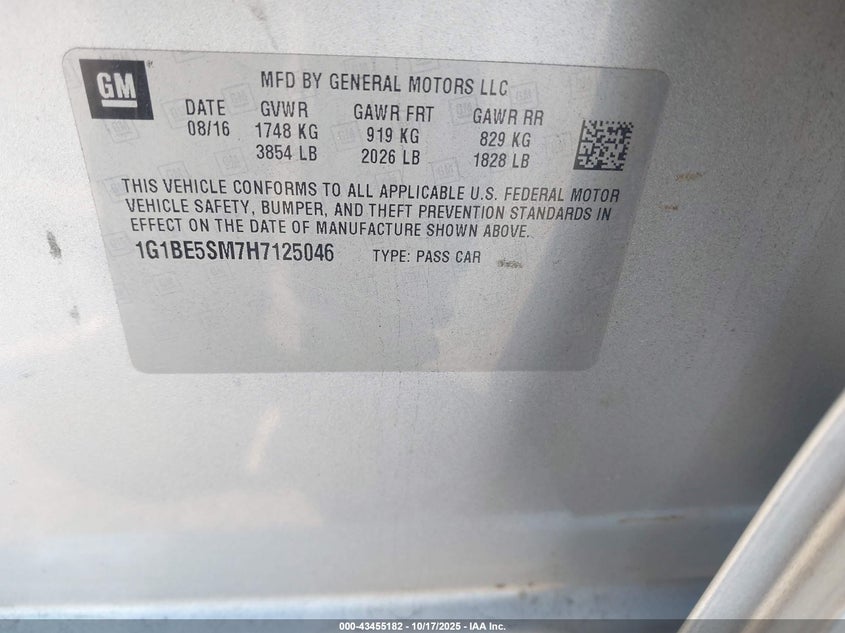 GM
MFD BY GENERAL MOTORS LLC
DATE GVWR GAWR FRT GAWR RR
08/16 1748 KG 919 KG 829 KG
3854 LB 2026 LB 1828 LB
THIS VEHICLE CONFORMS TO ALL APPLICABLE U.S. FEDERAL MOTOR
VEHICLE SAFETY, BUMPER, AND THEFT PREVENTION STANDARDS IN
EFFECT ON THE DATE OF MANUFACTURE SHOWN ABOVE.
1G1BE5SM7H7125046 TYPE: PASS CAR
000-43455182 - 10/17/2025 - IAA Inc.